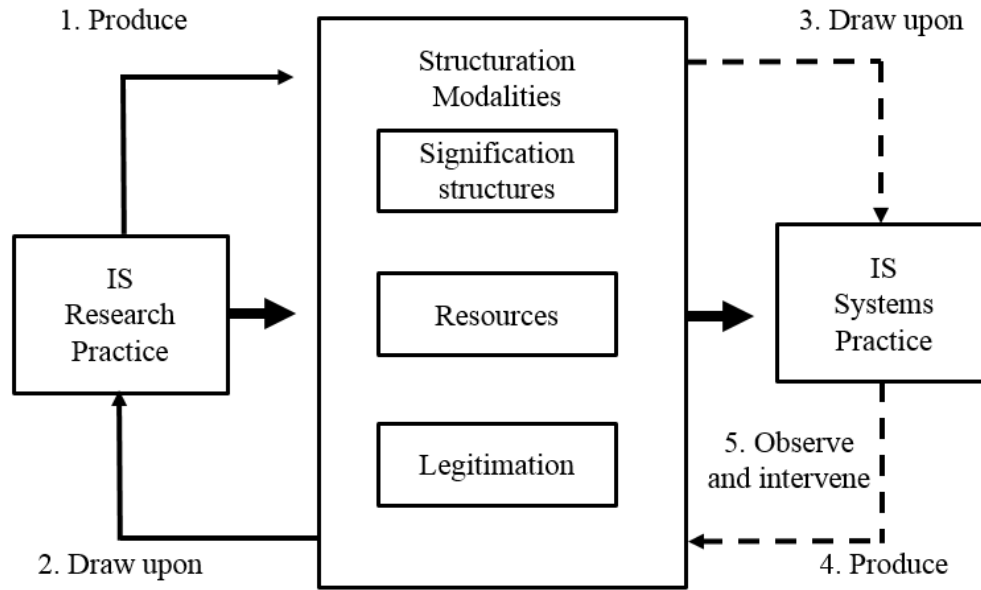 1. Produce
3. Draw upon
Structuration
Modalities
Signification
structures
IS
Research
Practice
Resources
IS
Systems
Practice
Legitimation
5. Observe
and intervene
2. Draw upon
4. Produce